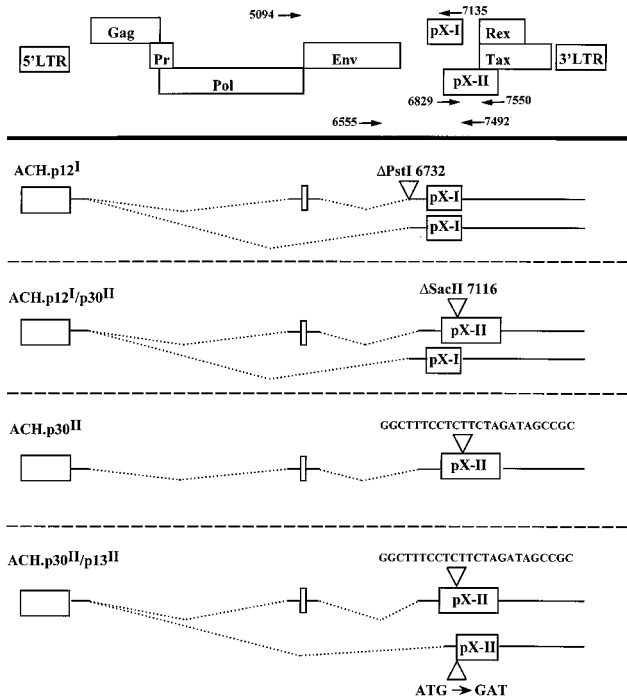 5094
7135
Gag
pX-I
Rex
5'LTR
Pr
Env
Tax
3'LTR
Pol
pX-II
6829
7550
6555
7492
ACH.p12I
ΔPstI 6732
pX-I
pX-I
ACH.p12I/p30II
ΔSacII 7116
pX-II
pX-I
ACH.p30II
GGCTTTCCTCTTCTAGATAGCCGC
pX-II
ACH.p30II/p13II
GGCTTTCCTCTTCTAGATAGCCGC
pX-II
pX-II
ATG → GAT